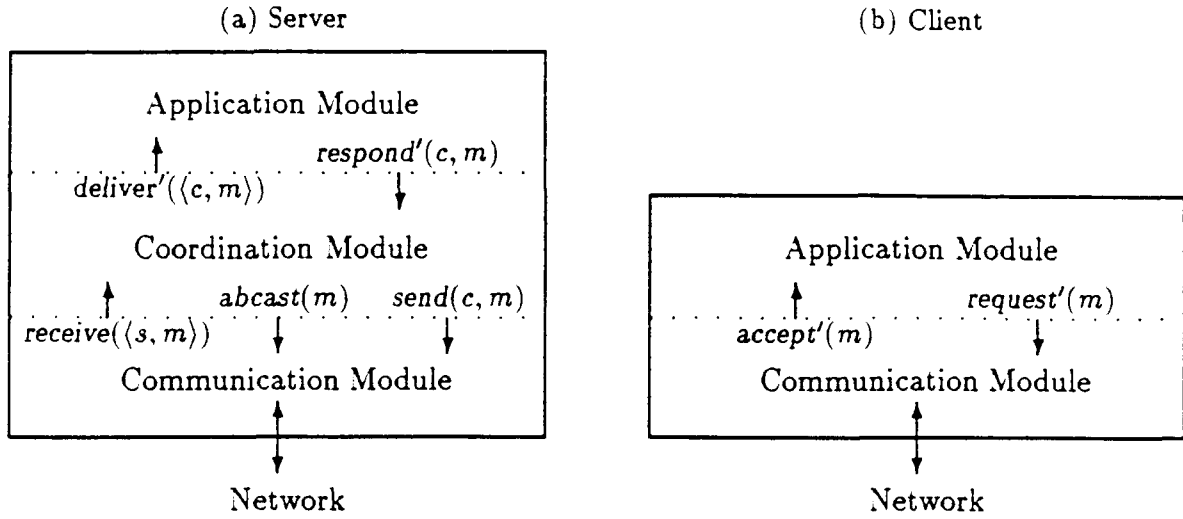 (a) Server
Application Module
respond′(c, m)
deliver′(⟨c, m⟩)
Coordination Module
abcast(m) send(c, m)
receive(⟨s, m⟩)
Communication Module
Network
(b) Client
Application Module
request′(m)
accept′(m)
Communication Module
Network